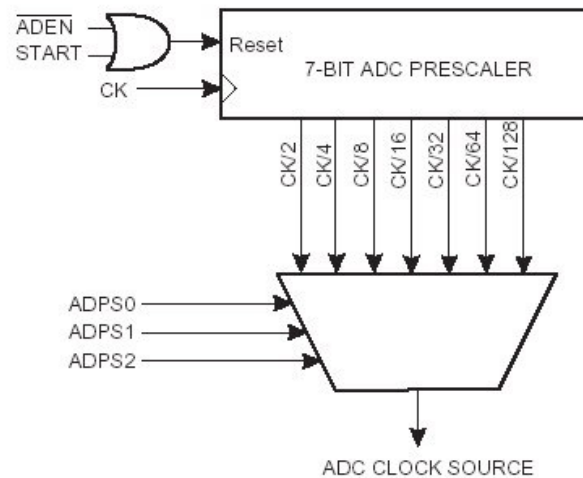 ADEN
START
Reset
7-BIT ADC PRESCALER
CK
CK/2
CK/4
CK/8
CK/16
CK/32
CK/64
CK/128
ADPS0
ADPS1
ADPS2
ADC CLOCK SOURCE